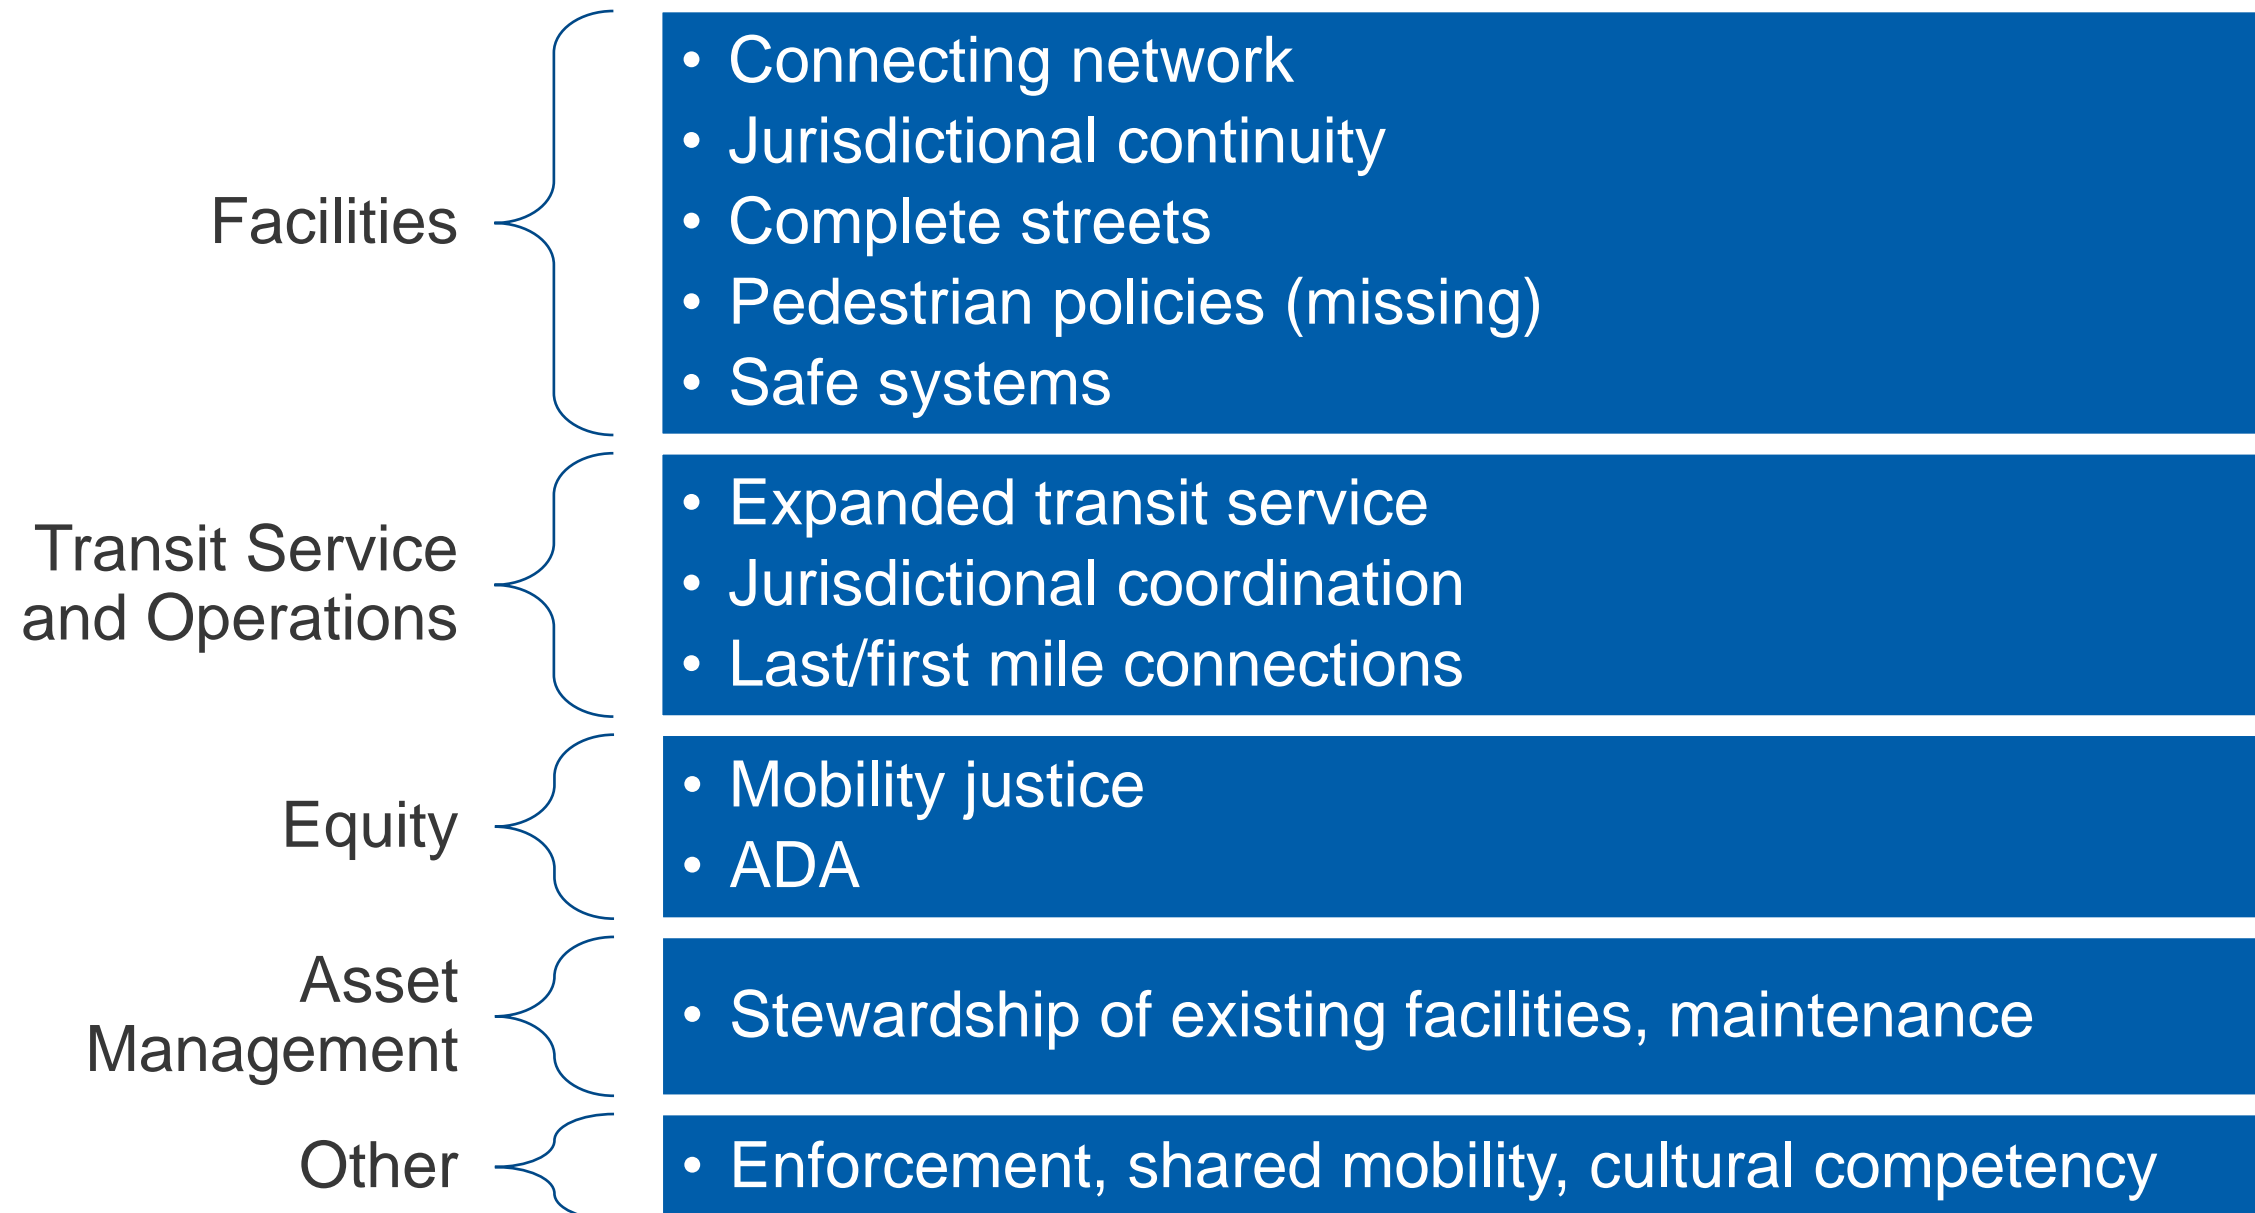 Facilities
• Connecting network
• Jurisdictional continuity
• Complete streets
• Pedestrian policies (missing)
• Safe systems
Transit Service
and Operations
• Expanded transit service
• Jurisdictional coordination
• Last/first mile connections
Equity
• Mobility justice
• ADA
Asset
Management
• Stewardship of existing facilities, maintenance
Other
• Enforcement, shared mobility, cultural competency